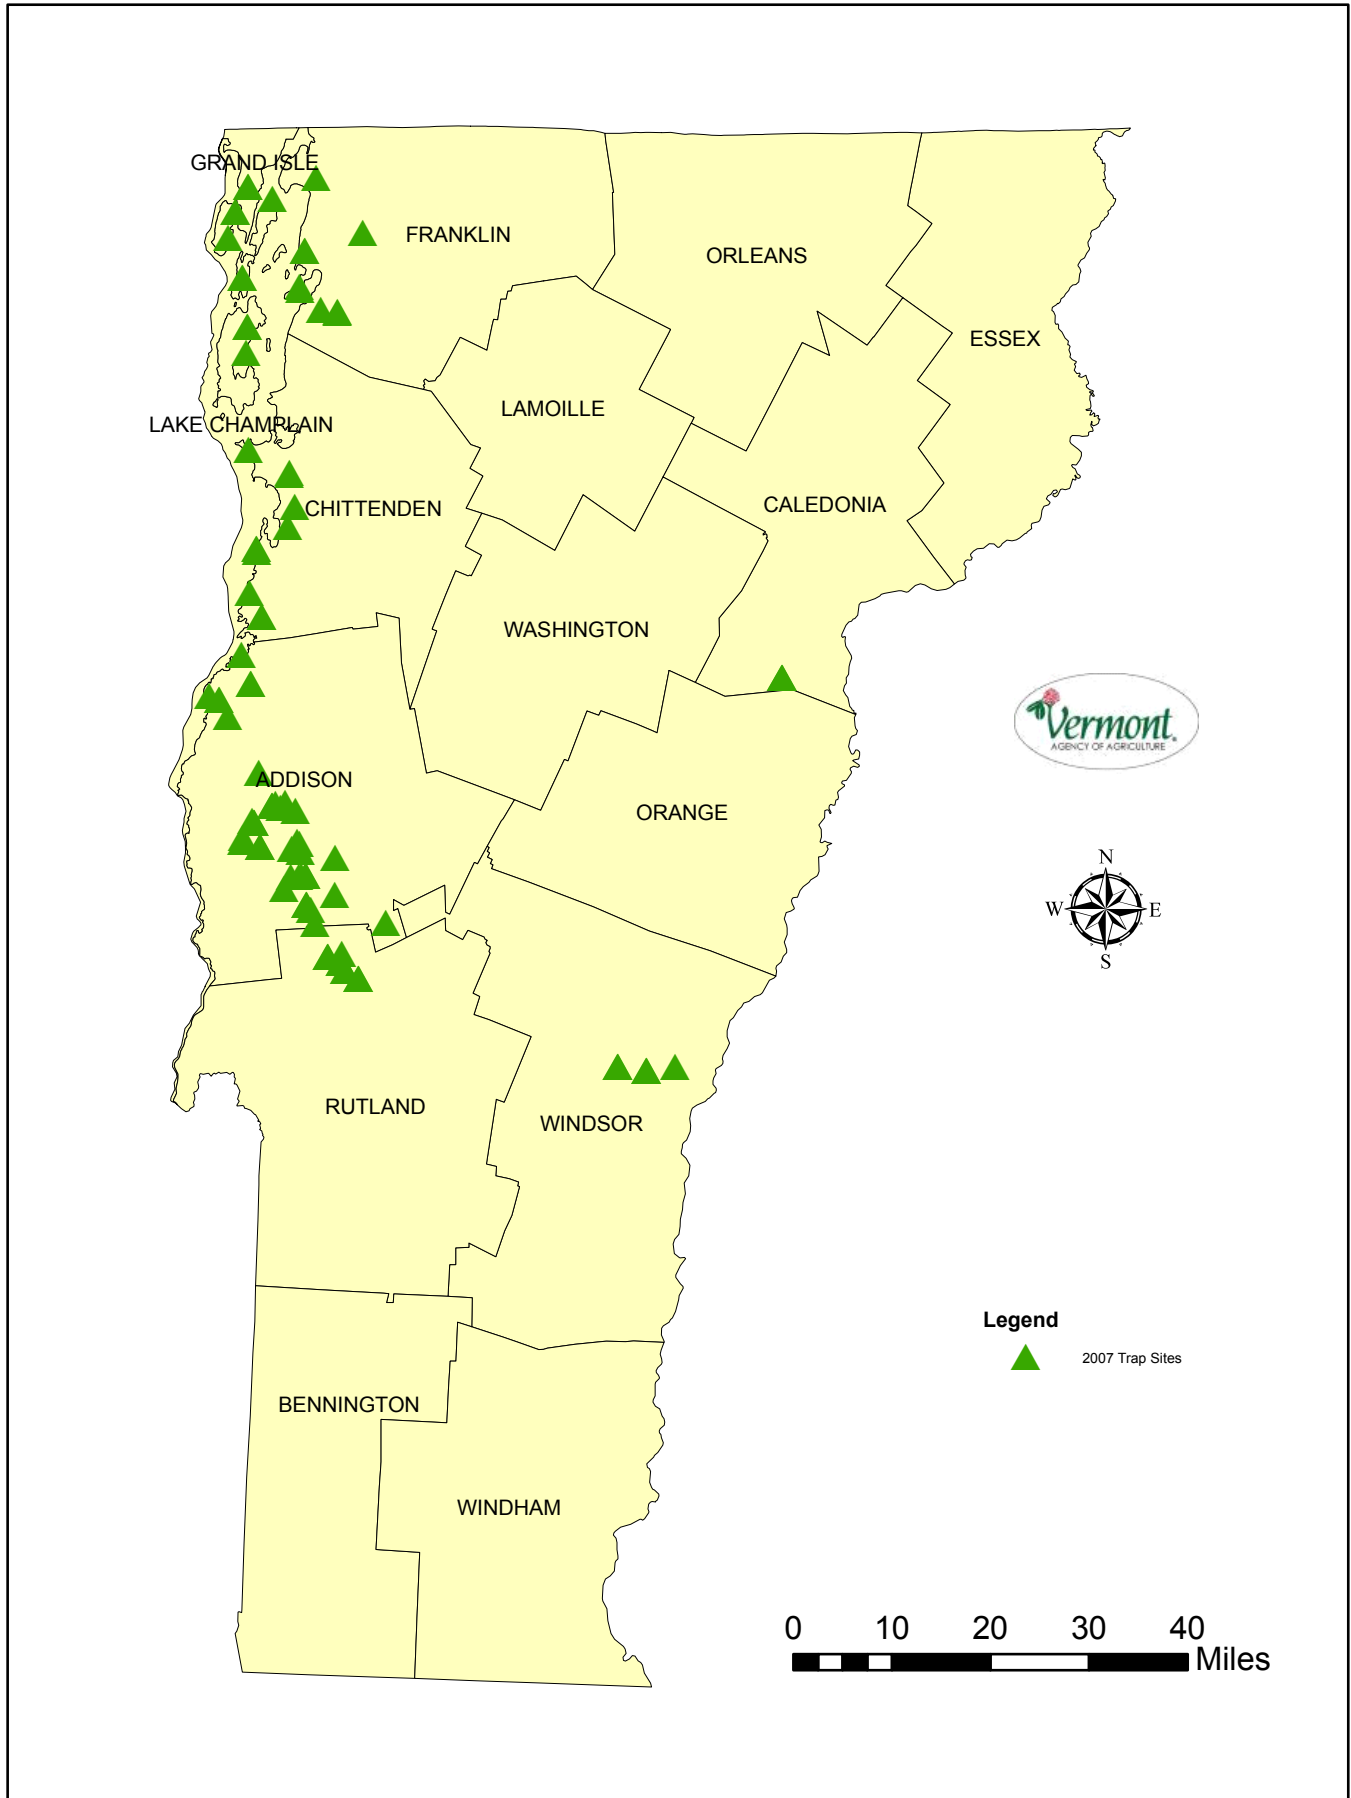 GRAND ISLE
FRANKLIN
ORLEANS
ESSEX
LAMOILLE
LAKE CHAMPLAIN
CHITTENDEN
CALEDONIA
WASHINGTON
Vermont
AGENCY OF AGRICULTURE
ADDISON
ORANGE
N
W
E
S
RUTLAND
WINDSOR
Legend
2007 Trap Sites
BENNINGTON
WINDHAM
0 10 20 30 40
Miles